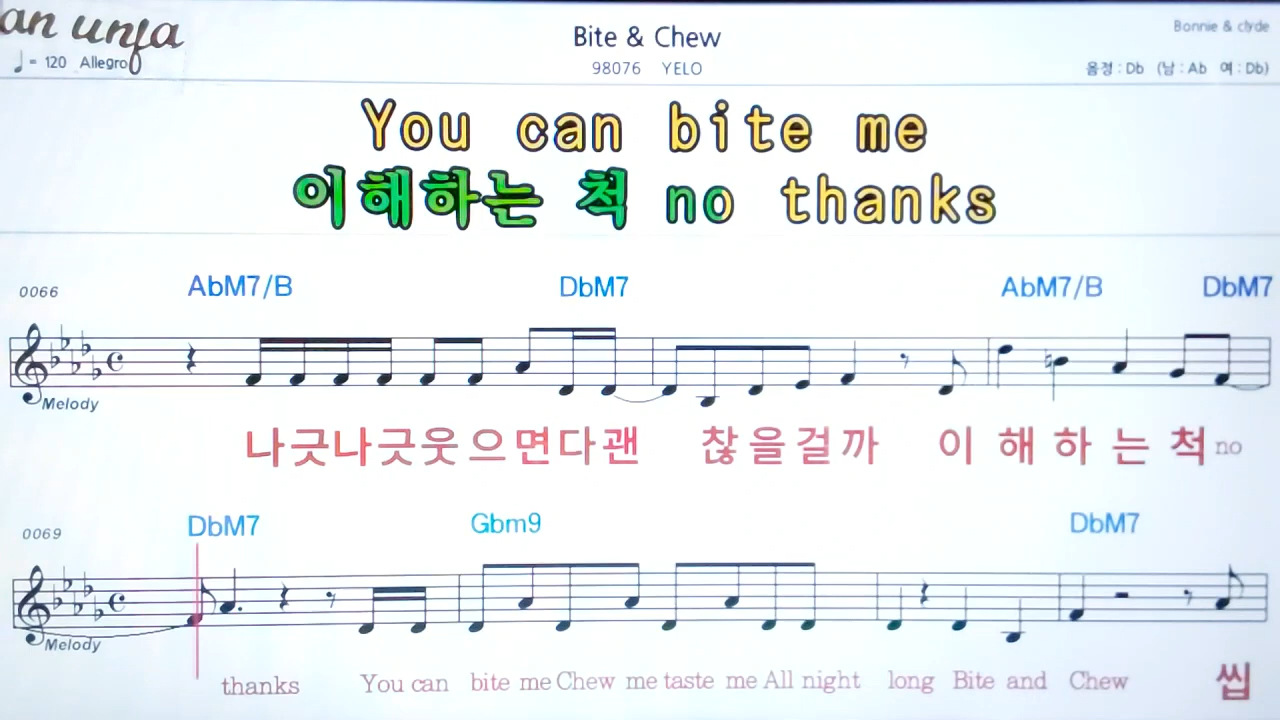 an unfa
Bite & Chew
Bonnie & clyde
♩= 120 Allegro
98076 YELO
음정 : Db (남 : Ab 여 : Db)
You can bite me
이해하는 척 no thanks
0066 AbM7/B DbM7 AbM7/B DbM7
Melody
나긋나긋웃으면다괜 찮을걸까 이해하는척 no
0069 DbM7 Gbm9 DbM7
Melody
thanks You can bite me Chew me taste me All night long Bite and Chew 씹